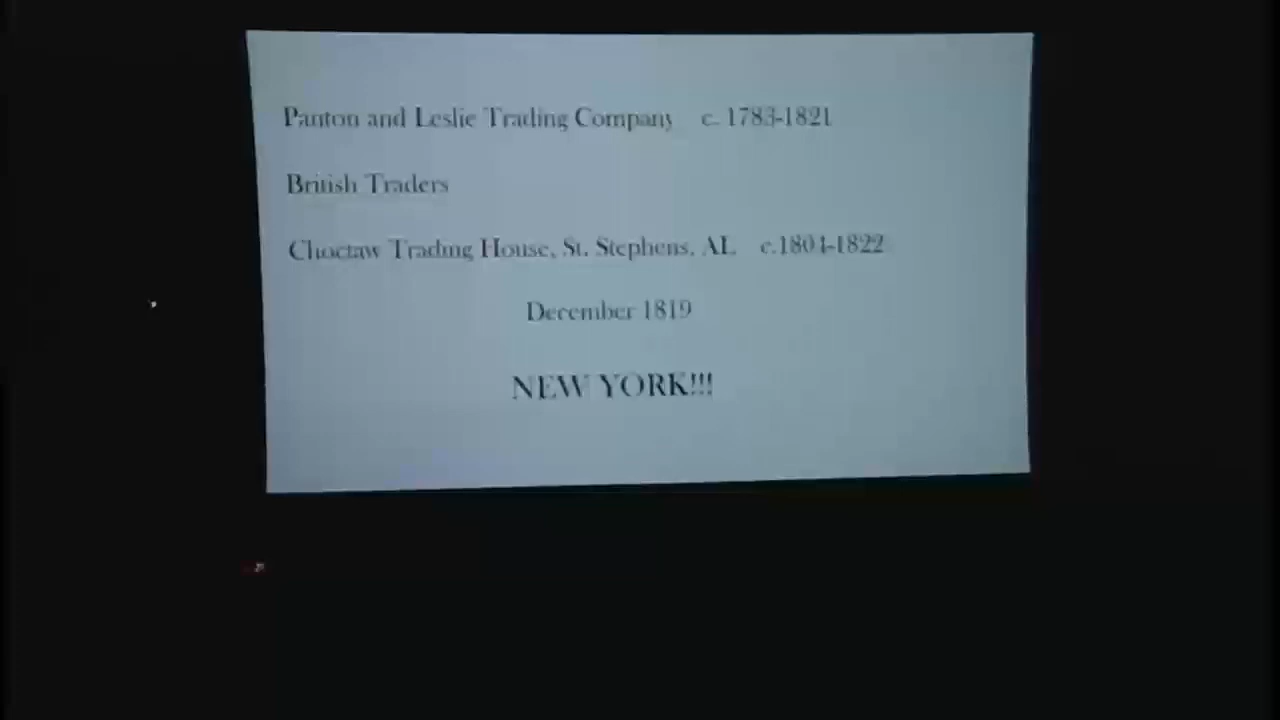 Panton and Leslie Trading Company c. 1783-1821
British Traders
Choctaw Trading House, St. Stephens, AL c.1804-1822
December 1819
NEW YORK!!!